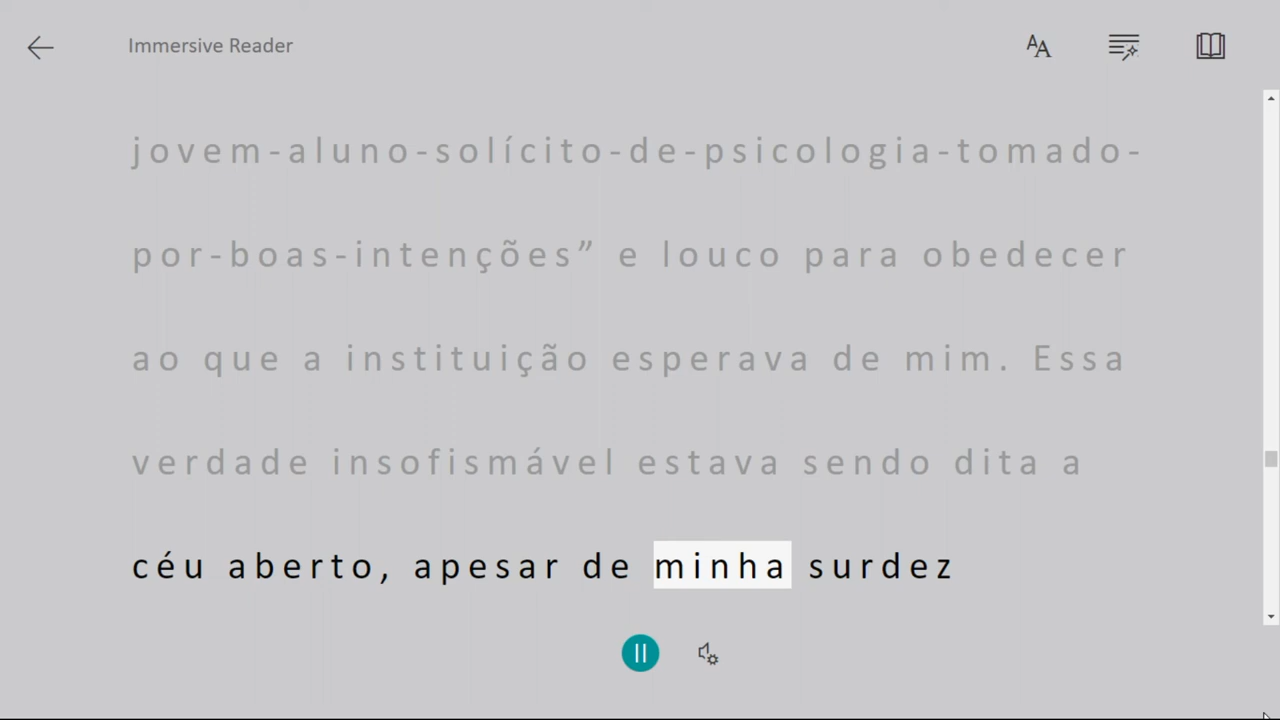 Immersive Reader
jovem-aluno-solícito-de-psicologia-tomado-
por-boas-intenções” e louco para obedecer
ao que a instituição esperava de mim. Essa
verdade insofismável estava sendo dita a
céu aberto, apesar de minha surdez